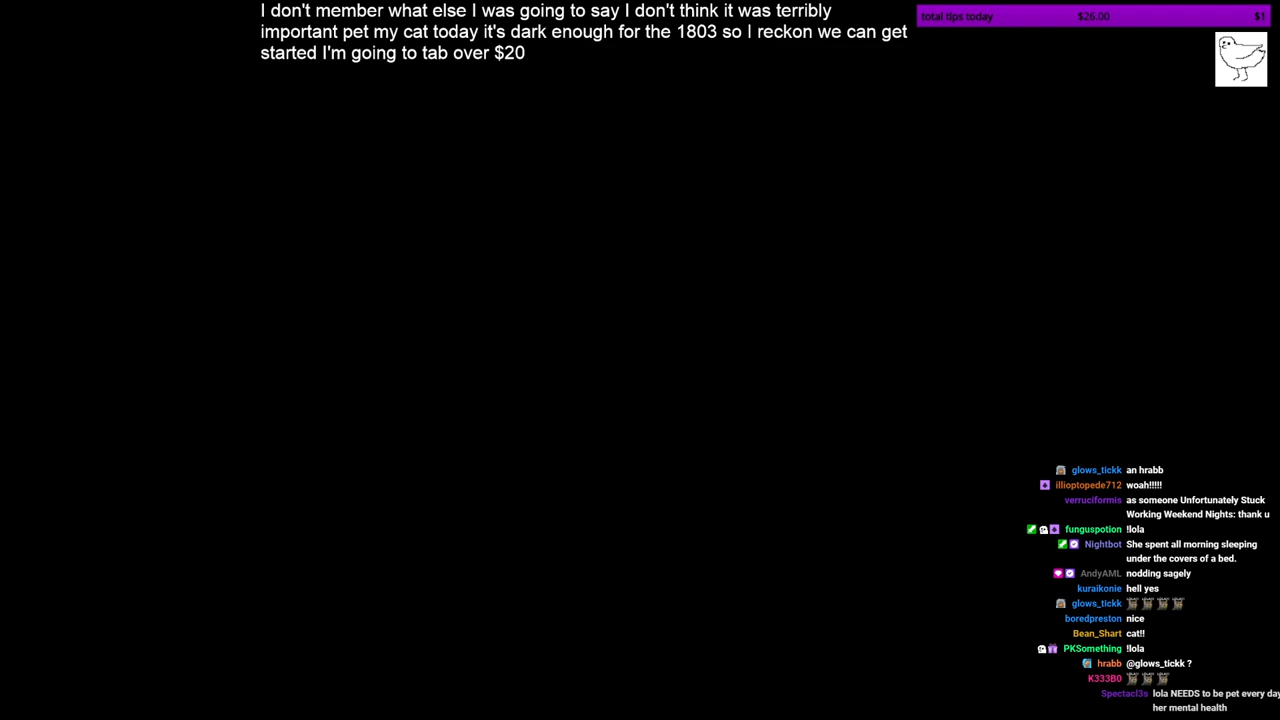 I don't member what else I was going to say I don't think it was terribly
important pet my cat today it's dark enough for the 1803 so I reckon we can get
started I'm going to tab over $20
total tips today $26.00 $1
glows_tickk an hrabb
illioptopede712 woah!!!!!
verruciformis as someone Unfortunately Stuck
Working Weekend Nights: thank u
funguspotion !lola
Nightbot She spent all morning sleeping
under the covers of a bed.
AndyAML nodding sagely
kuraikonie hell yes
glows_tickk
boredpreston nice
Bean_Shart cat!!
PKSomething !lola
hrabb @glows_tickk ?
K333B0
Spectacl3s lola NEEDS to be pet every day
her mental health